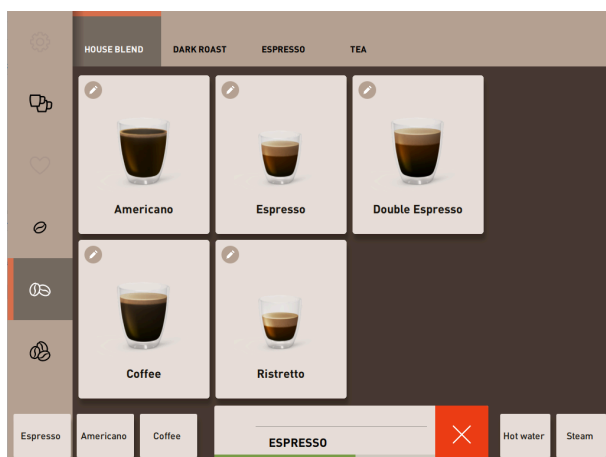 HOUSE BLEND DARK ROAST ESPRESSO TEA
Americano Espresso Double Espresso
Coffee Ristretto
Espresso Americano Coffee ESPRESSO Hot water Steam